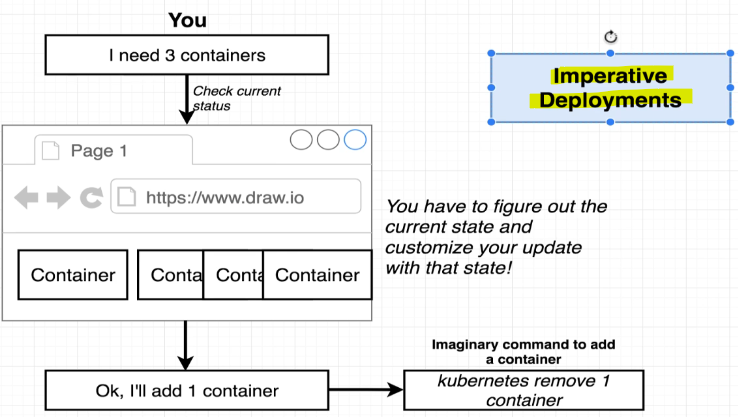 You
I need 3 containers
Imperative
Deployments
Check current
status
Page 1
https://www.draw.io
You have to figure out the
current state and
customize your update
with that state!
Container
Conta
Conta
Container
Imaginary command to add
a container
Ok, I'll add 1 container
kubernetes remove 1
container